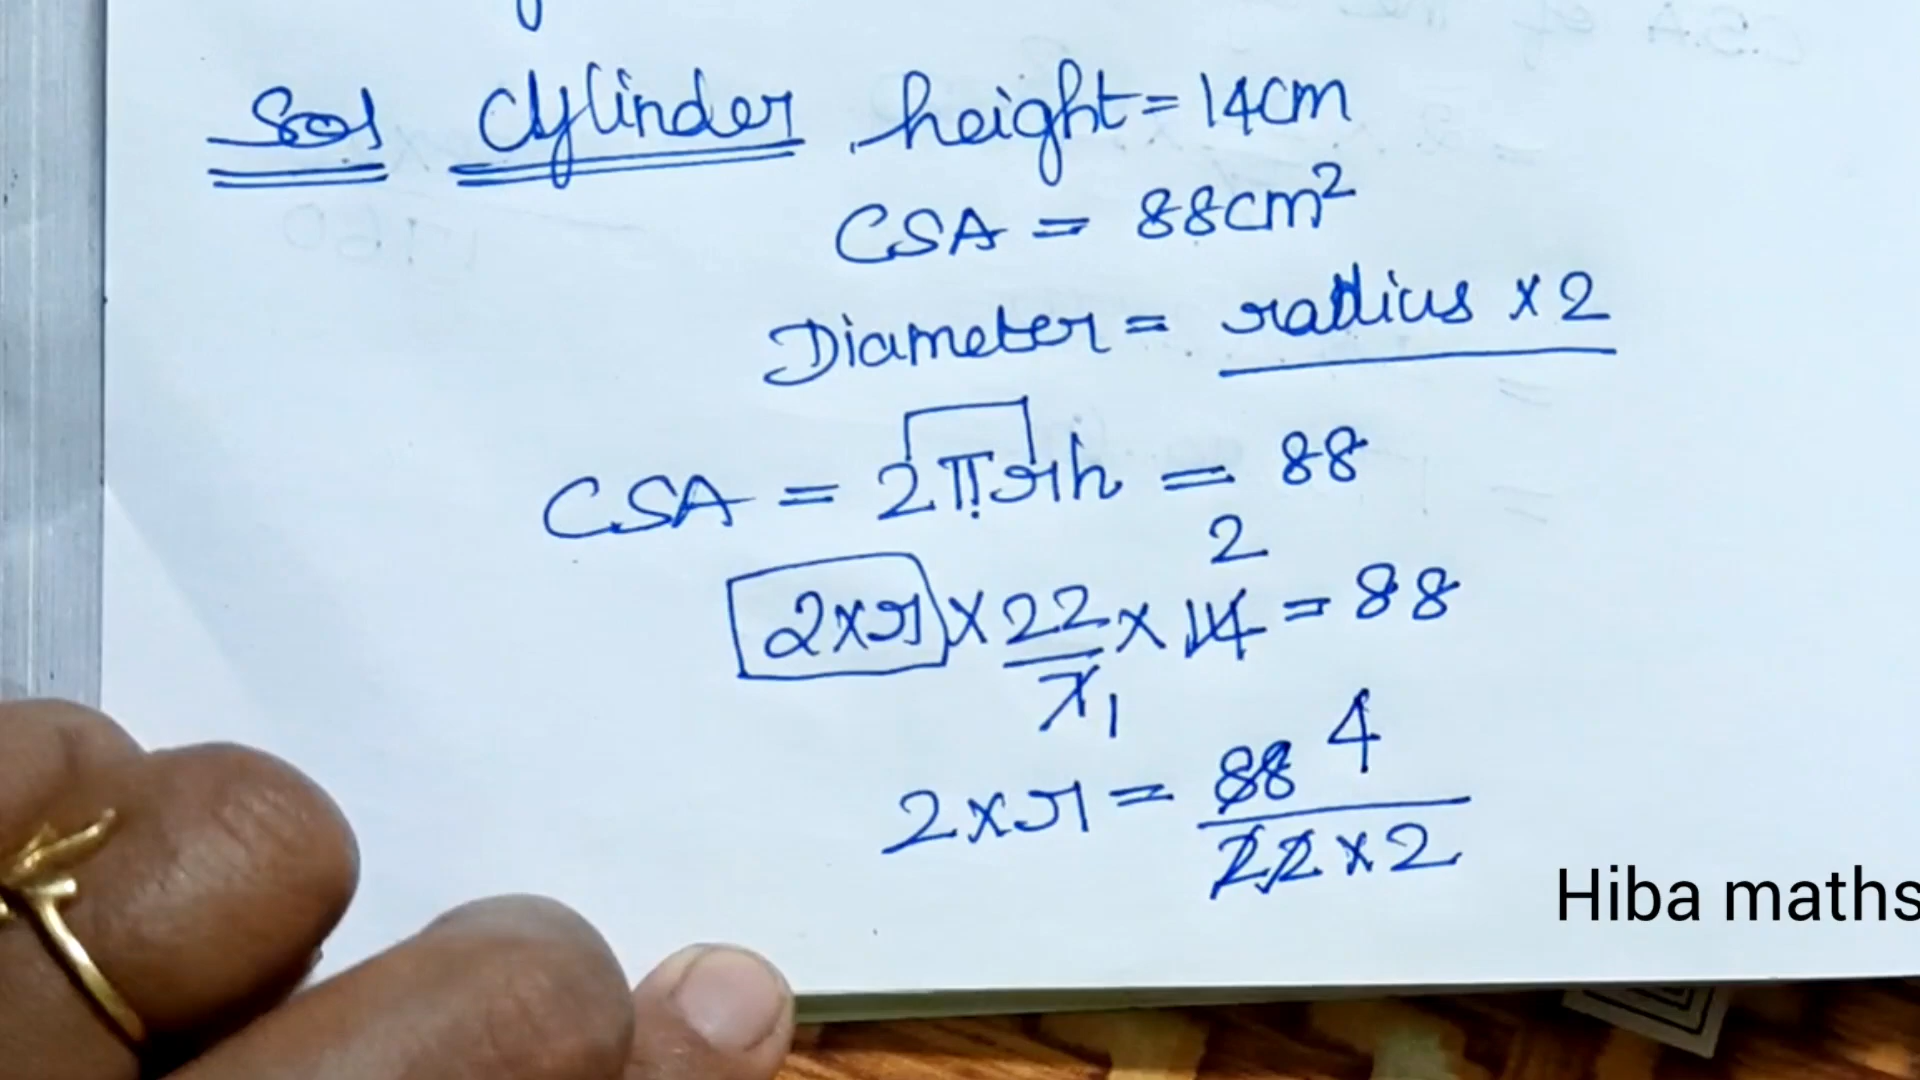 Sol Cylinder height = 14cm
CSA = 88cm²
Diameter = radius × 2
CSA = 2πrh = 88
2
2×r × 22 × 14 = 88
7 1
2×r = 88 4
22 × 2
Hiba maths